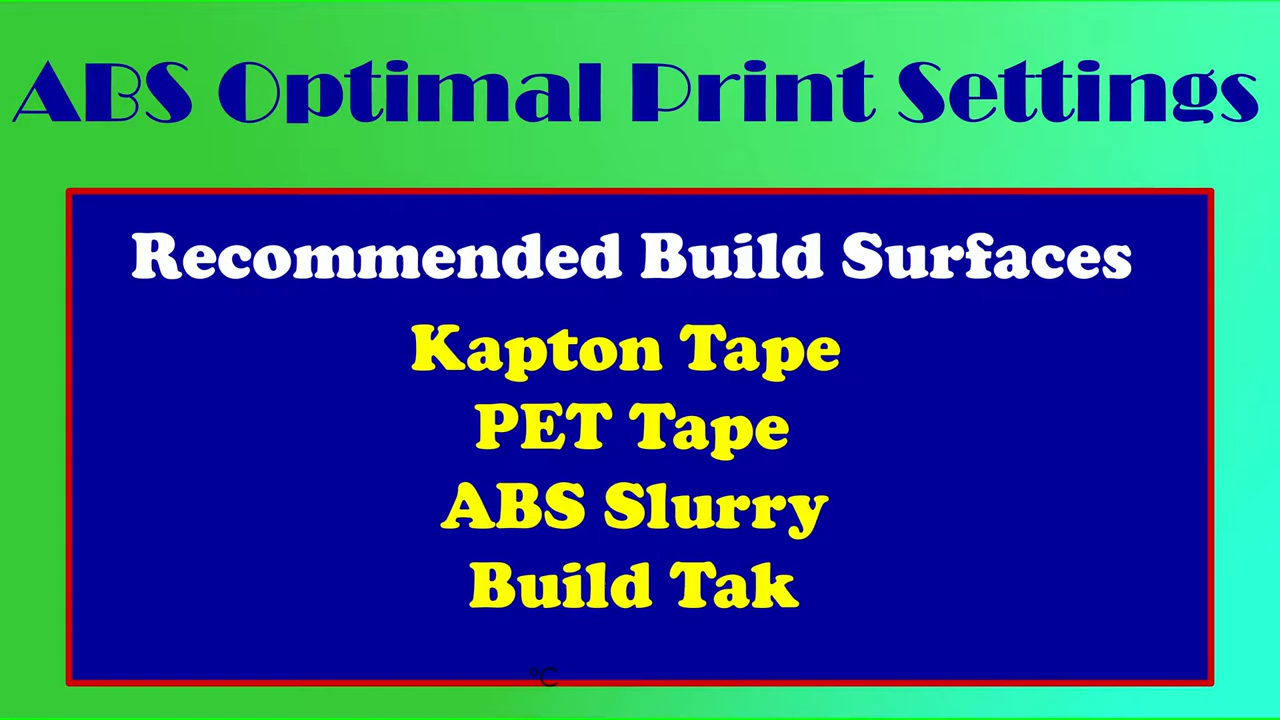 ABS Optimal Print Settings
Recommended Build Surfaces
Kapton Tape
PET Tape
ABS Slurry
Build Tak
°C